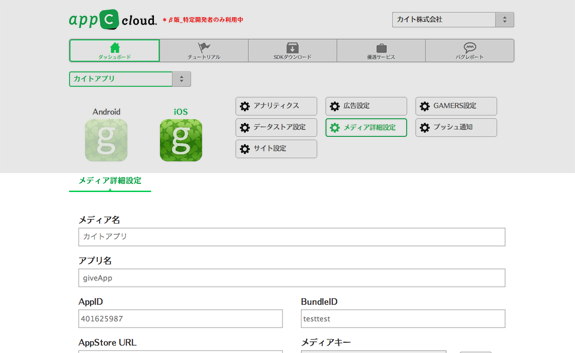 appC cloud.
＊β版_特定開発者のみ利用中
カイト株式会社
ダッシュボード
チュートリアル
SDKダウンロード
優遇サービス
バグレポート
カイトアプリ
Android
iOS
g
g
アナリティクス
広告設定
GAMERS設定
データストア設定
メディア詳細設定
プッシュ通知
サイト設定
メディア詳細設定
メディア名
カイトアプリ
アプリ名
giveApp
AppID
BundleID
401625987
testtest
AppStore URL
メディアキー